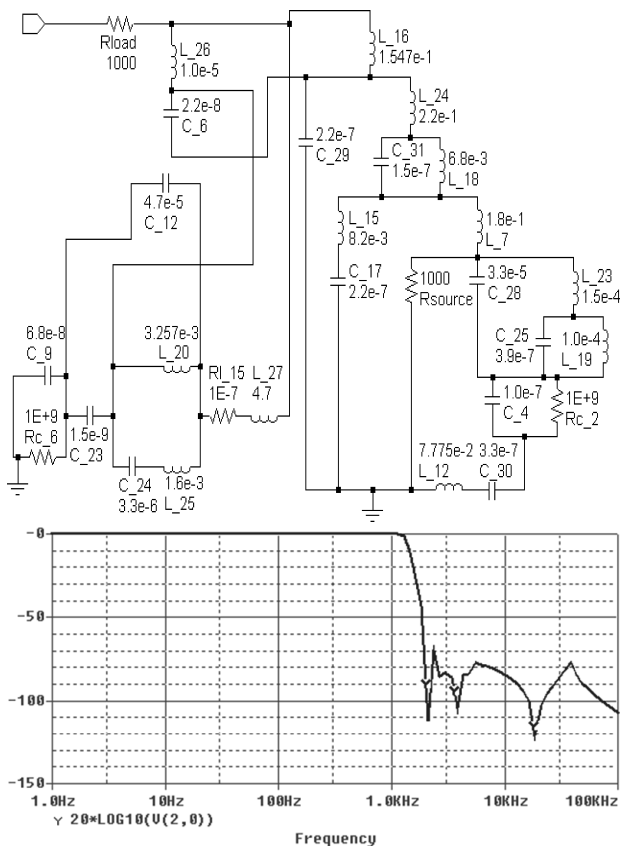 Rload
1000
L_26
1.0e-5
2.2e-8
C_6
L_16
1.547e-1
L_24
2.2e-1
2.2e-7
C_29
C_31
1.5e-7
6.8e-3
L_18
4.7e-5
C_12
L_15
8.2e-3
1.8e-1
L_7
C_17
2.2e-7
1000
Rsource
3.3e-5
C_28
L_23
1.5e-4
6.8e-8
C_9
3.257e-3
L_20
C_25
3.9e-7
1.0e-4
L_19
Rl_15
1E-7
L_27
4.7
1E+9
Rc_6
1.5e-9
C_23
1.0e-7
C_4
1E+9
Rc_2
C_24
3.3e-6
1.6e-3
L_25
7.775e-2
L_12
3.3e-7
C_30
-0
-50
-100
-150
1.0Hz 10Hz 100Hz 1.0KHz 10KHz 100KHz
Y 20*LOG10(V(2,0))
Frequency